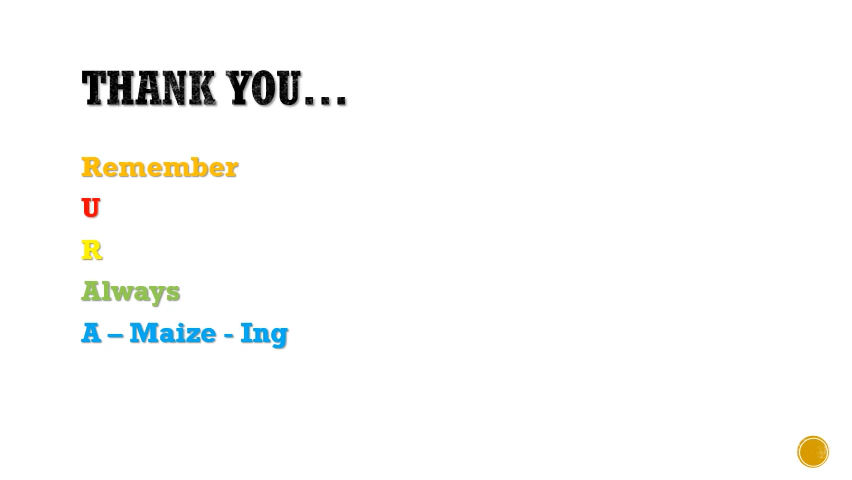 THANK YOU...
Remember
U
R
Always
A – Maize - Ing